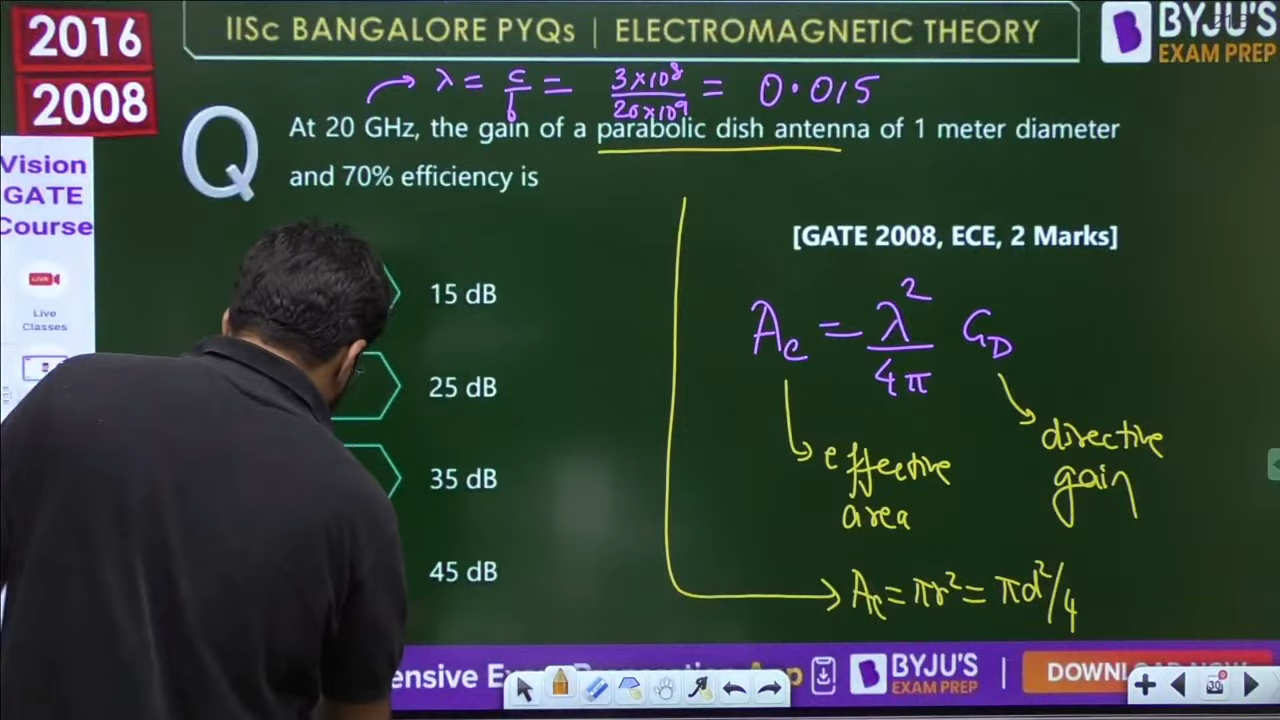 2016
2008
IISc BANGALORE PYQs | ELECTROMAGNETIC THEORY
BYJU'S
EXAM PREP
Vision
GATE
Course
LIVE
Live
Classes
λ = c/f = 3×10⁸/20×10⁹ = 0.015
Q
At 20 GHz, the gain of a parabolic dish antenna of 1 meter diameter
and 70% efficiency is
[GATE 2008, ECE, 2 Marks]
15 dB
25 dB
35 dB
45 dB
Ae = λ²/4π GD
effective
area
directive
gain
Ae = πr² = πd²/4
BYJU'S
EXAM PREP
30